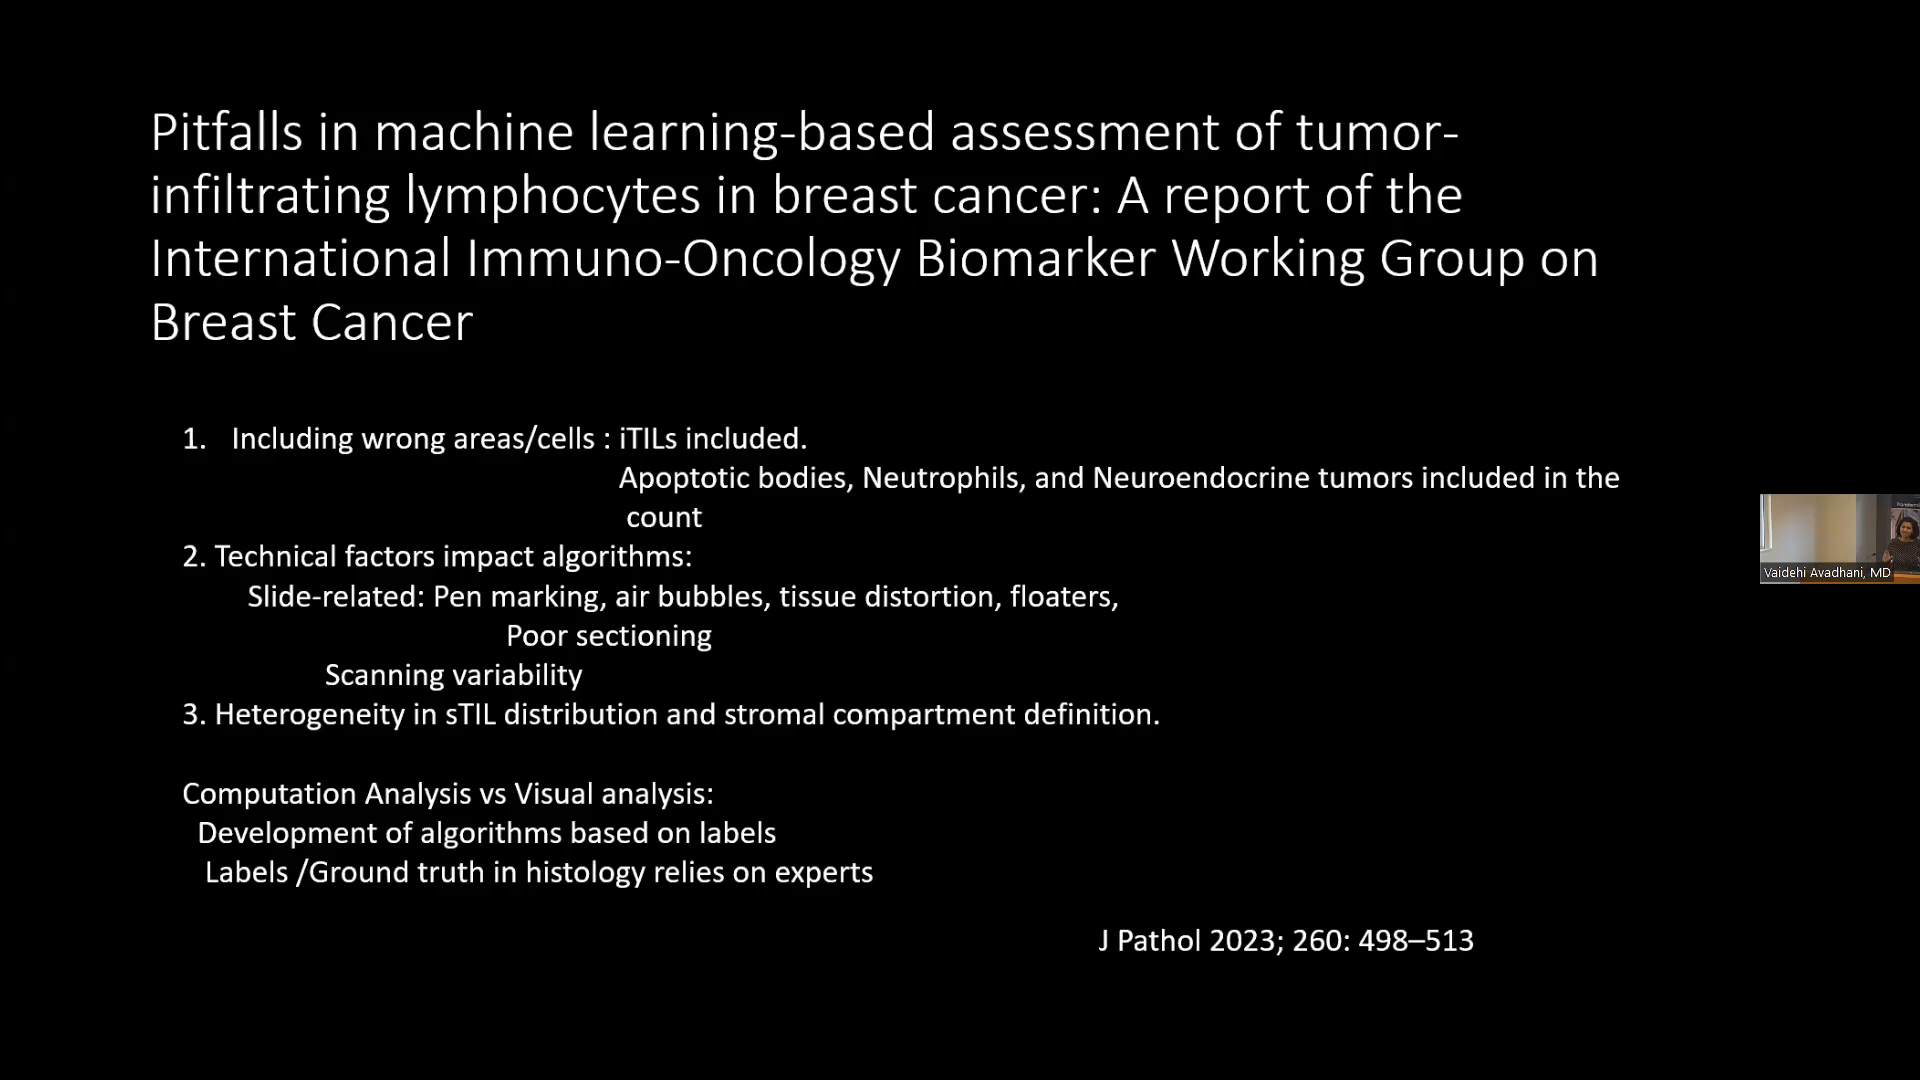 Pitfalls in machine learning-based assessment of tumor-
infiltrating lymphocytes in breast cancer: A report of the
International Immuno-Oncology Biomarker Working Group on
Breast Cancer
1. Including wrong areas/cells : iTILs included.
Apoptotic bodies, Neutrophils, and Neuroendocrine tumors included in the
count
2. Technical factors impact algorithms:
Slide-related: Pen marking, air bubbles, tissue distortion, floaters,
Poor sectioning
Scanning variability
3. Heterogeneity in sTIL distribution and stromal compartment definition.
Computation Analysis vs Visual analysis:
Development of algorithms based on labels
Labels /Ground truth in histology relies on experts
J Pathol 2023; 260: 498–513
Vaidehi Avadhani, MD